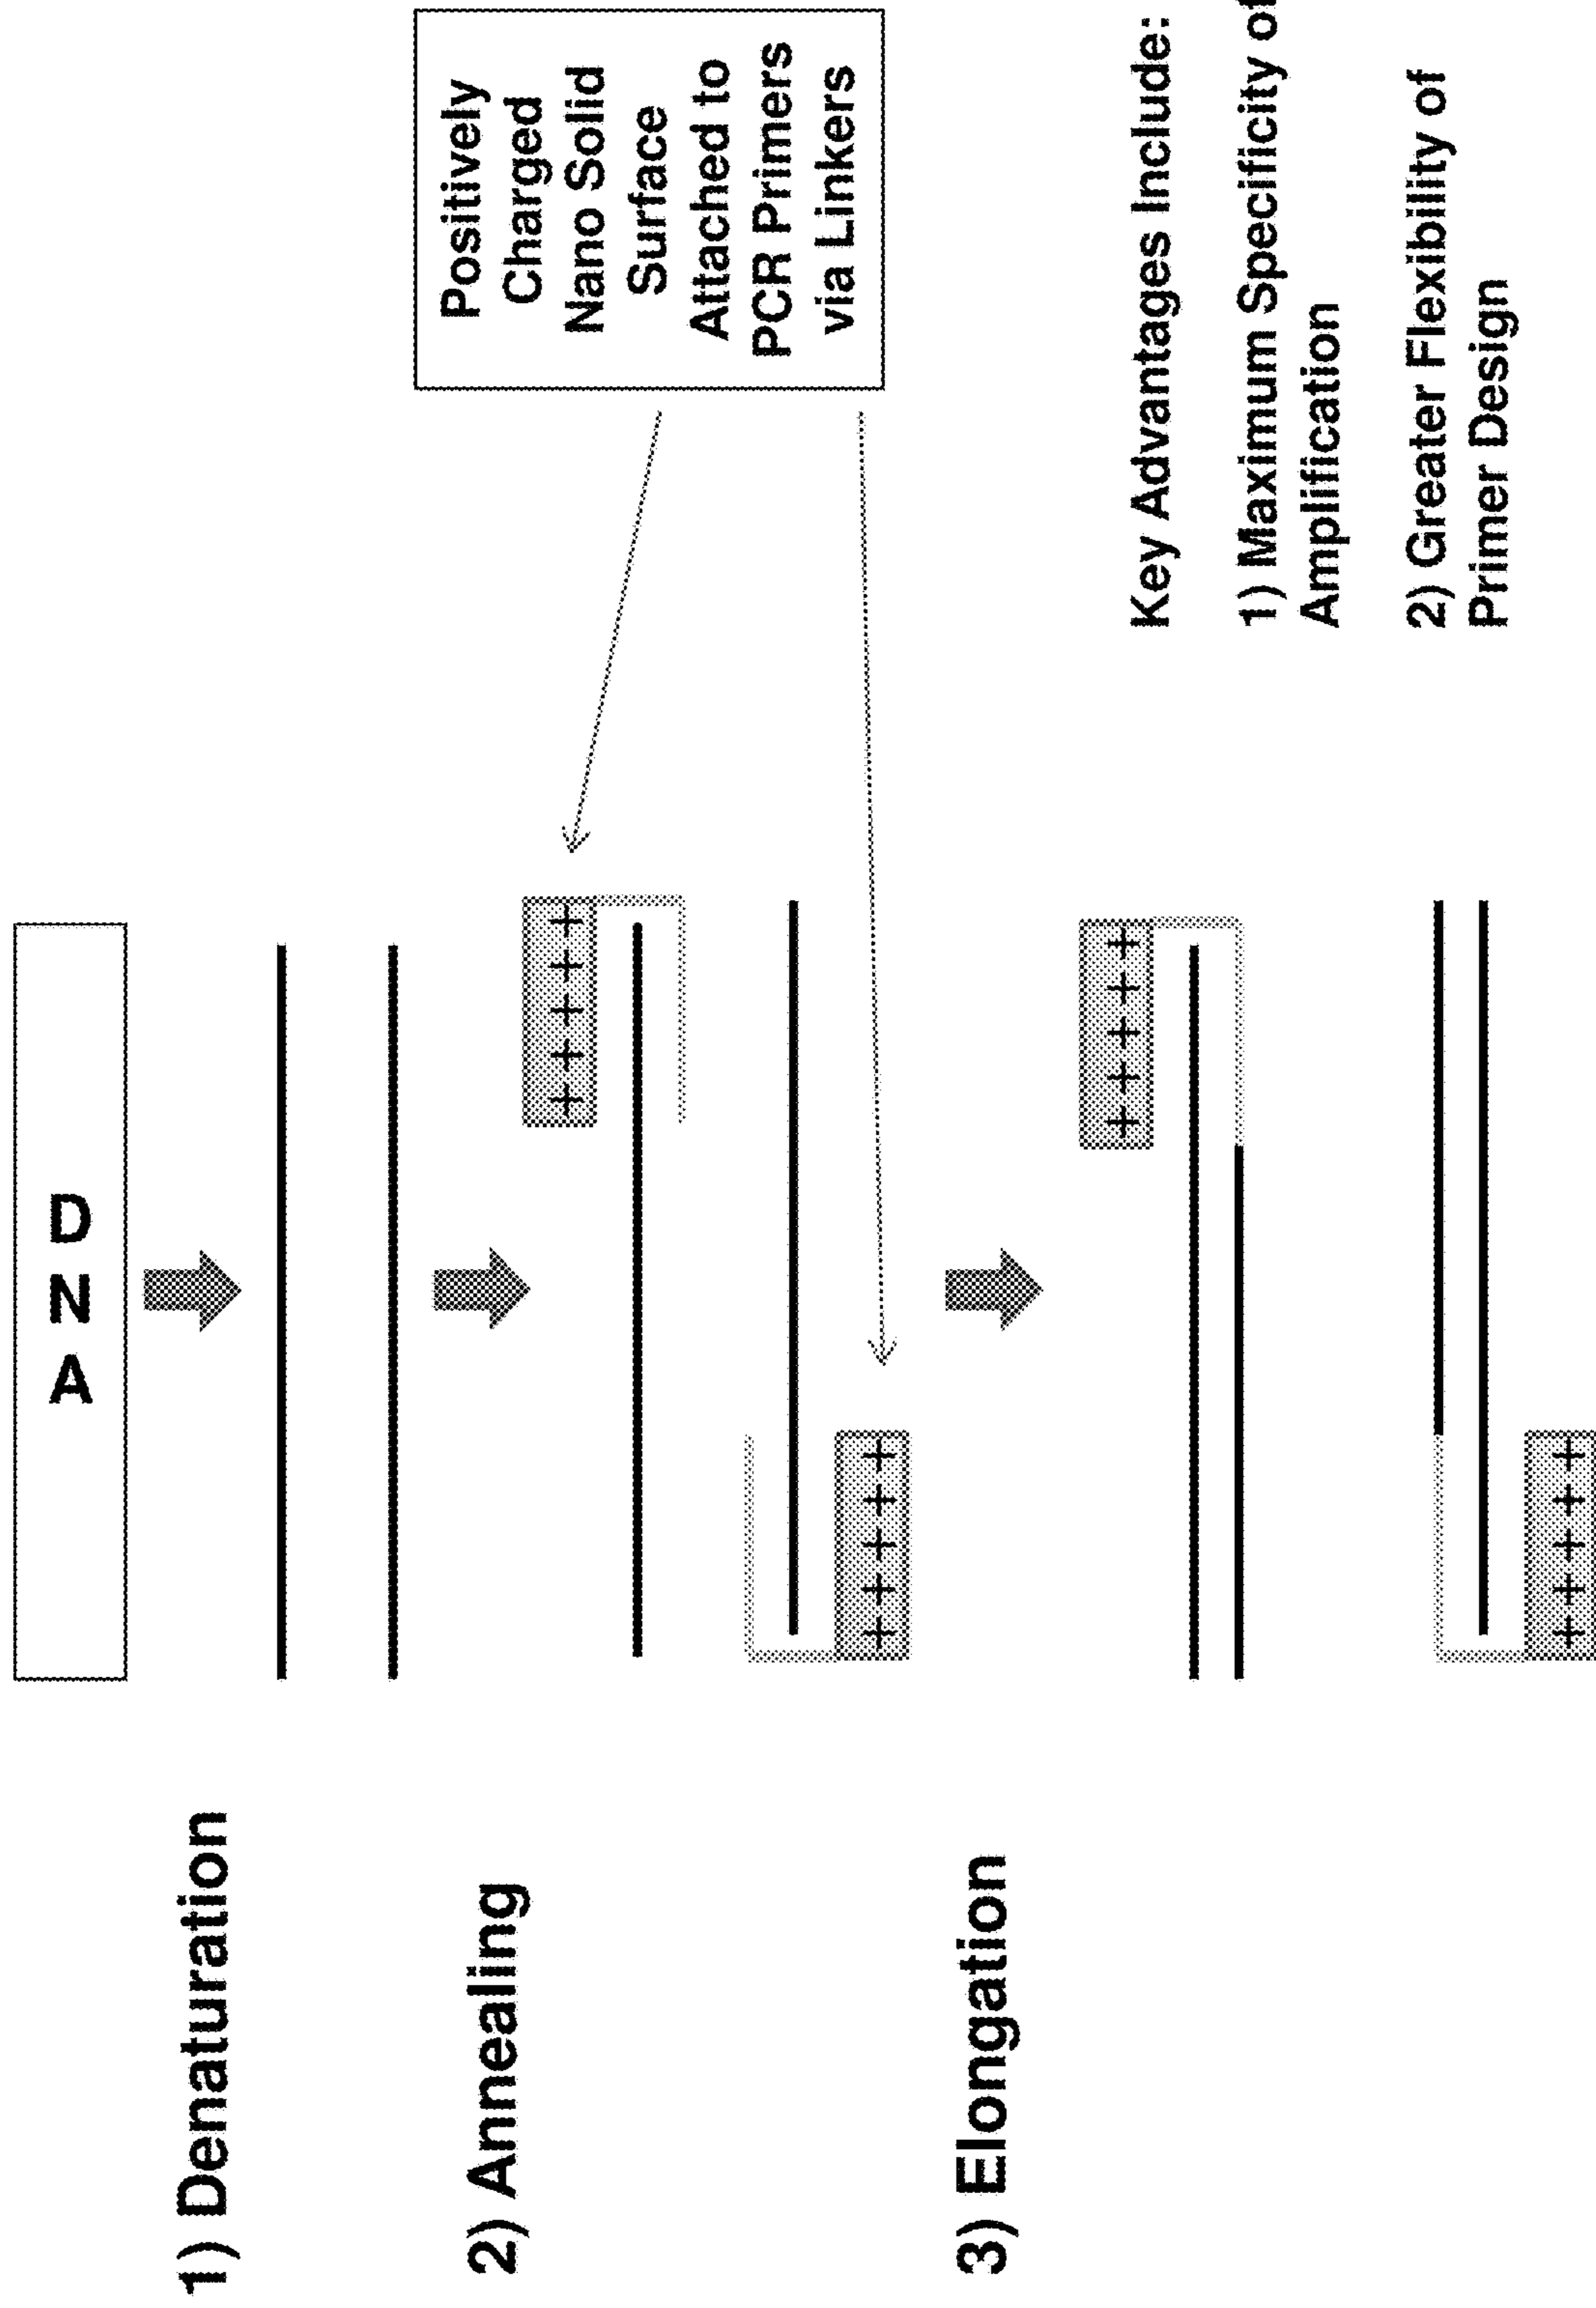 D N A
1) Denaturation
2) Annealing
+ + + + +
+ + + + +
Positively
Charged
Nano Solid
Surface
Attached to
PCR Primers
via Linkers
3) Elongation
+ + + + +
+ + + + +
Key Advantages Include:
1) Maximum Specificity of
Amplification
2) Greater Flexibility of
Primer Design